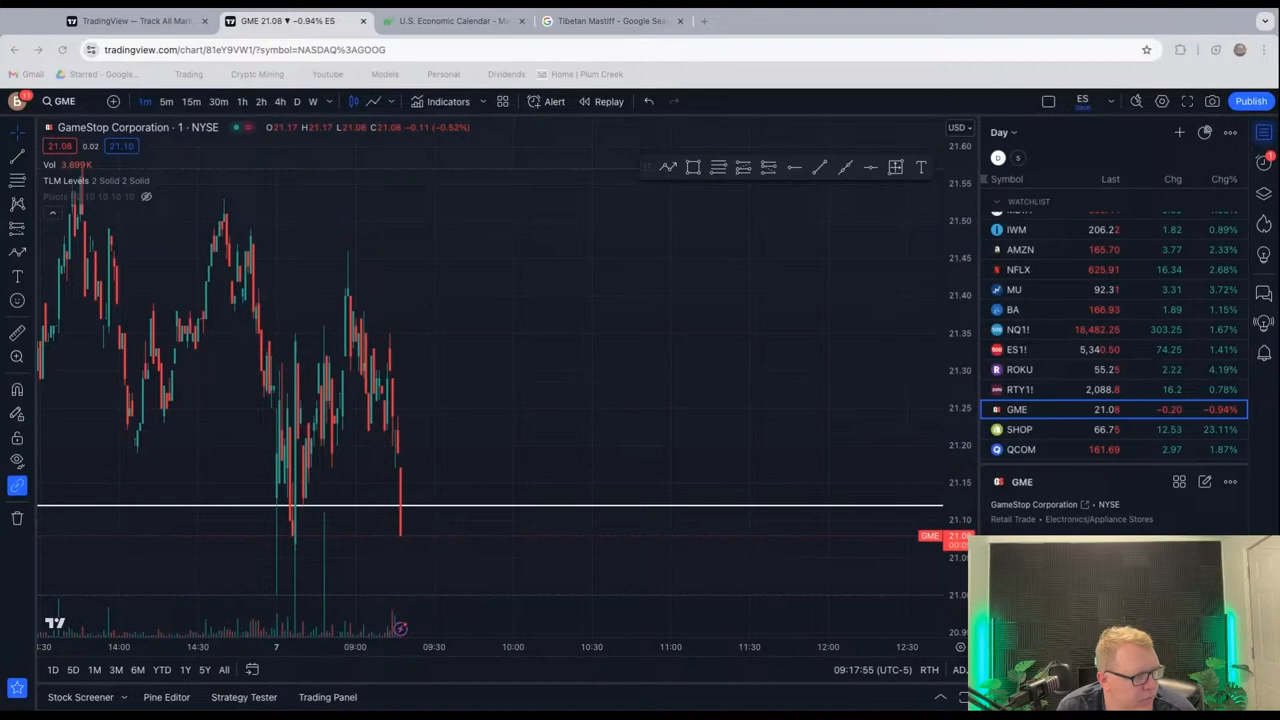 TradingView — Track All Mar
GME 21.08 ▼ −0.94% ES
U.S. Economic Calendar - Ma
Tibetan Mastiff - Google Sea
tradingview.com/chart/81eY9VW1/?symbol=NASDAQ%3AGOOG
Gmail
Starred - Google...
Trading
Crypto Mining
Youtube
Models
Personal
Dividends
Home | Plum Creek
B
11
GME
1m 5m 15m 30m 1h 2h 4h D W
Indicators
Alert
Replay
ES
Save
Publish
GameStop Corporation · 1 · NYSE
O21.17 H21.17 L21.08 C21.08 −0.11 (−0.52%)
21.08 0.02 21.10
Vol 3.699K
TLM Levels 2 Solid 2 Solid
USD
21.60
21.55
21.50
21.45
21.40
21.35
21.30
21.25
21.20
21.15
21.10
GME 21.08
21.00
14:00 14:30 7 09:00 09:30 10:00 10:30 11:00 11:30 12:00 12:30
1D 5D 1M 3M 6M YTD 1Y 5Y All
09:17:55 (UTC-5) RTH
Stock Screener
Pine Editor
Strategy Tester
Trading Panel
Day
D
S
Symbol Last Chg Chg%
WATCHLIST
IWM 206.22 1.82 0.89%
AMZN 165.70 3.77 2.33%
NFLX 625.91 16.34 2.68%
MU 92.31 3.31 3.72%
BA 166.93 1.89 1.15%
NQ1! 18,482.25 303.25 1.67%
ES1! 5,340.50 74.25 1.41%
ROKU 55.25 2.22 4.19%
RTY1! 2,088.8 16.2 0.78%
GME 21.08 −0.20 −0.94%
SHOP 66.75 12.53 23.11%
QCOM 161.69 2.97 1.87%
GME
GameStop Corporation · NYSE
Retail Trade · Electronics/Appliance Stores
1